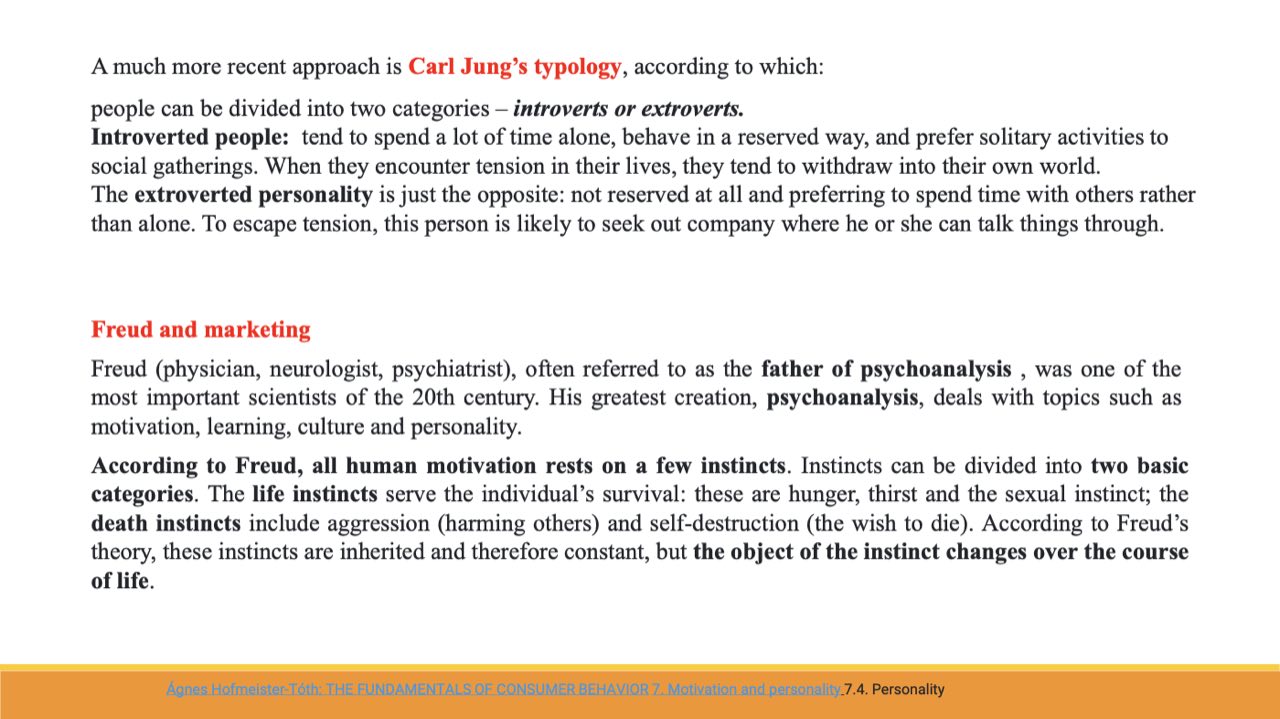 A much more recent approach is Carl Jung’s typology, according to which:
people can be divided into two categories – introverts or extroverts.
Introverted people:  tend to spend a lot of time alone, behave in a reserved way, and prefer solitary activities to
social gatherings. When they encounter tension in their lives, they tend to withdraw into their own world.
The extroverted personality is just the opposite: not reserved at all and preferring to spend time with others rather
than alone. To escape tension, this person is likely to seek out company where he or she can talk things through.
Freud and marketing
Freud (physician, neurologist, psychiatrist), often referred to as the father of psychoanalysis , was one of the
most important scientists of the 20th century. His greatest creation, psychoanalysis, deals with topics such as
motivation, learning, culture and personality.
According to Freud, all human motivation rests on a few instincts. Instincts can be divided into two basic
categories. The life instincts serve the individual’s survival: these are hunger, thirst and the sexual instinct; the
death instincts include aggression (harming others) and self-destruction (the wish to die). According to Freud’s
theory, these instincts are inherited and therefore constant, but the object of the instinct changes over the course
of life.
Ágnes Hofmeister-Tóth: THE FUNDAMENTALS OF CONSUMER BEHAVIOR 7. Motivation and personality 7.4. Personality